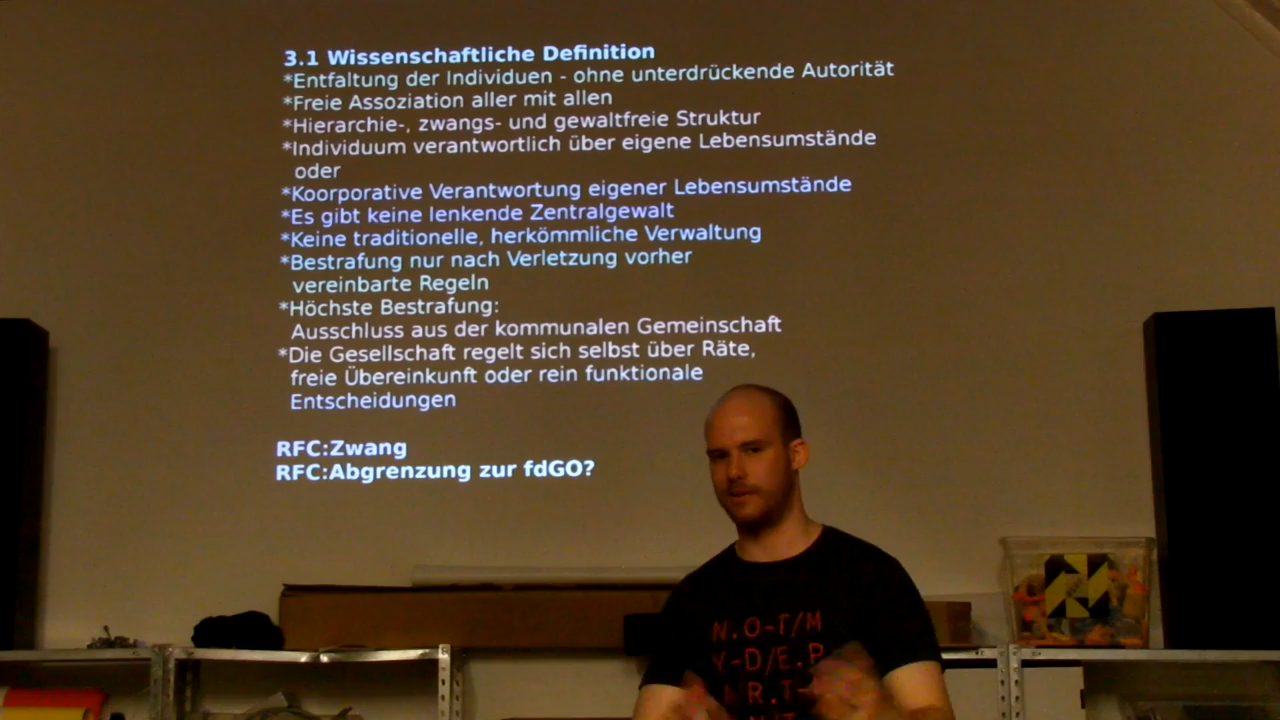 3.1 Wissenschaftliche Definition
*Entfaltung der Individuen - ohne unterdrückende Autorität
*Freie Assoziation aller mit allen
*Hierarchie-, zwangs- und gewaltfreie Struktur
*Individuum verantwortlich über eigene Lebensumstände
oder
*Koorporative Verantwortung eigener Lebensumstände
*Es gibt keine lenkende Zentralgewalt
*Keine traditionelle, herkömmliche Verwaltung
*Bestrafung nur nach Verletzung vorher
vereinbarte Regeln
*Höchste Bestrafung:
Ausschluss aus der kommunalen Gemeinschaft
*Die Gesellschaft regelt sich selbst über Räte,
freie Übereinkunft oder rein funktionale
Entscheidungen
RFC:Zwang
RFC:Abgrenzung zur fdGO?
N.O-T/M
Y-D/E.P